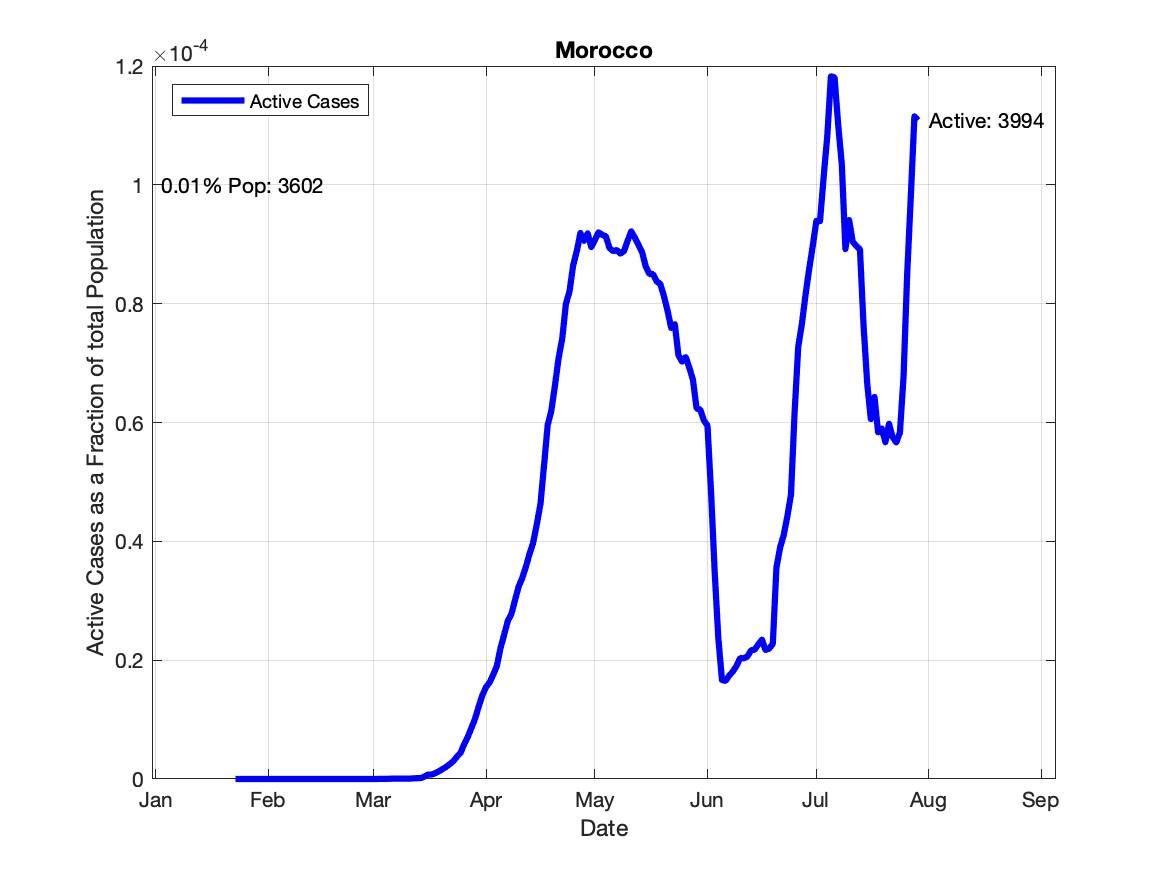 Morocco
×10-4
1.2
1
0.8
0.6
0.4
0.2
0
Active Cases
Active: 3994
0.01% Pop: 3602
Active Cases as a Fraction of total Population
Jan Feb Mar Apr May Jun Jul Aug Sep
Date